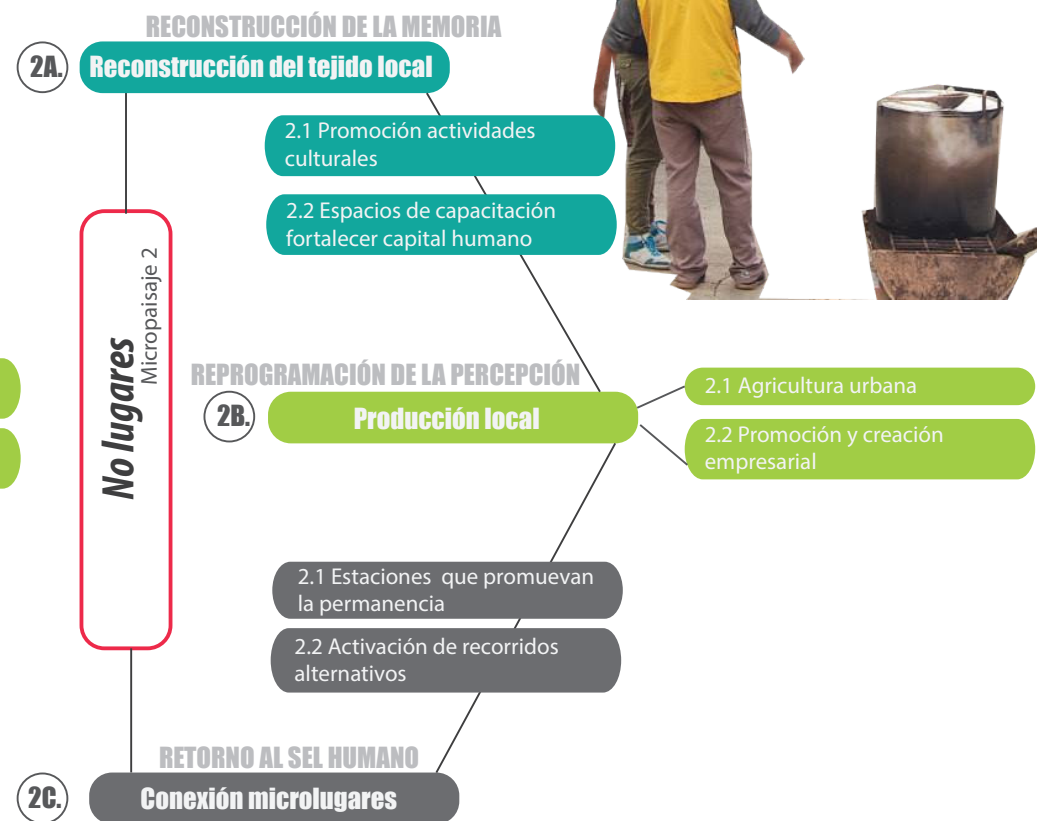 RECONSTRUCCIÓN DE LA MEMORIA
2A.
Reconstrucción del tejido local
2.1 Promoción actividades
culturales
2.2 Espacios de capacitación
fortalecer capital humano
No lugares
Micropaisaje 2
REPROGRAMACIÓN DE LA PERCEPCIÓN
2B.
Producción local
2.1 Agricultura urbana
2.2 Promoción y creación
empresarial
2.1 Estaciones que promuevan
la permanencia
2.2 Activación de recorridos
alternativos
RETORNO AL SEL HUMANO
2C.
Conexión microlugares